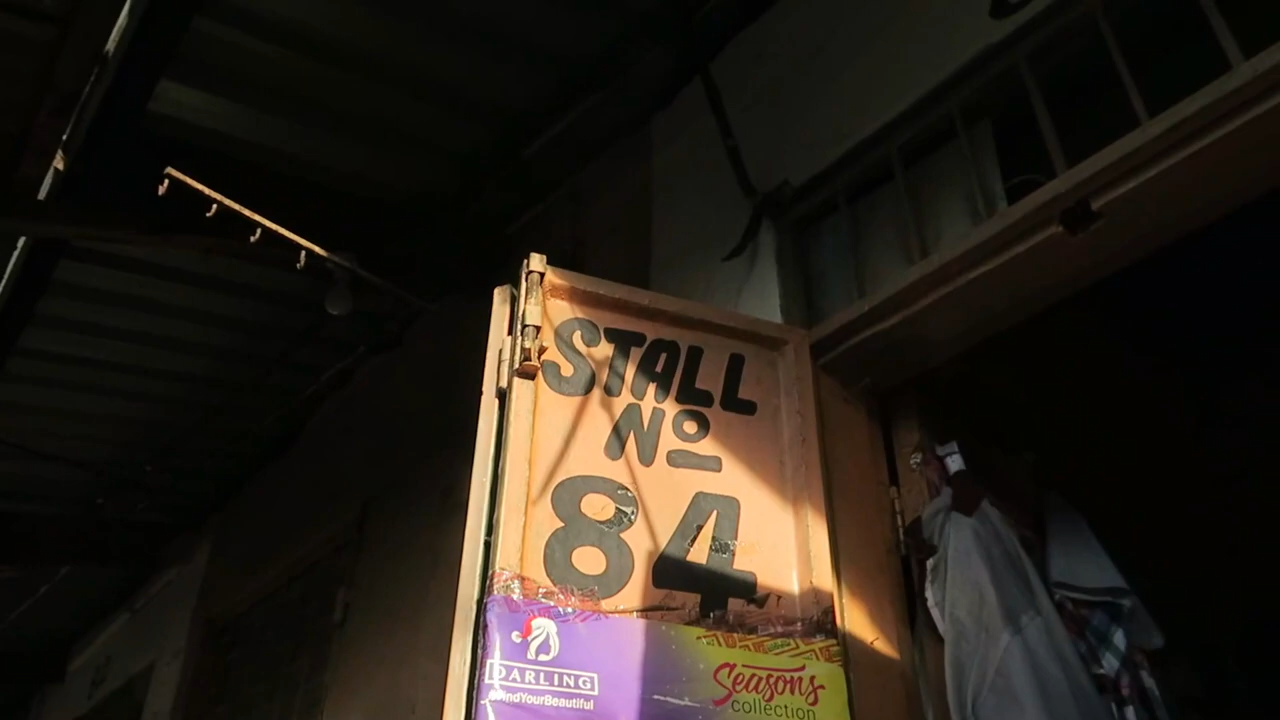 STALL
Nº
84
DARLING
#FindYourBeautiful
Seasons
collection